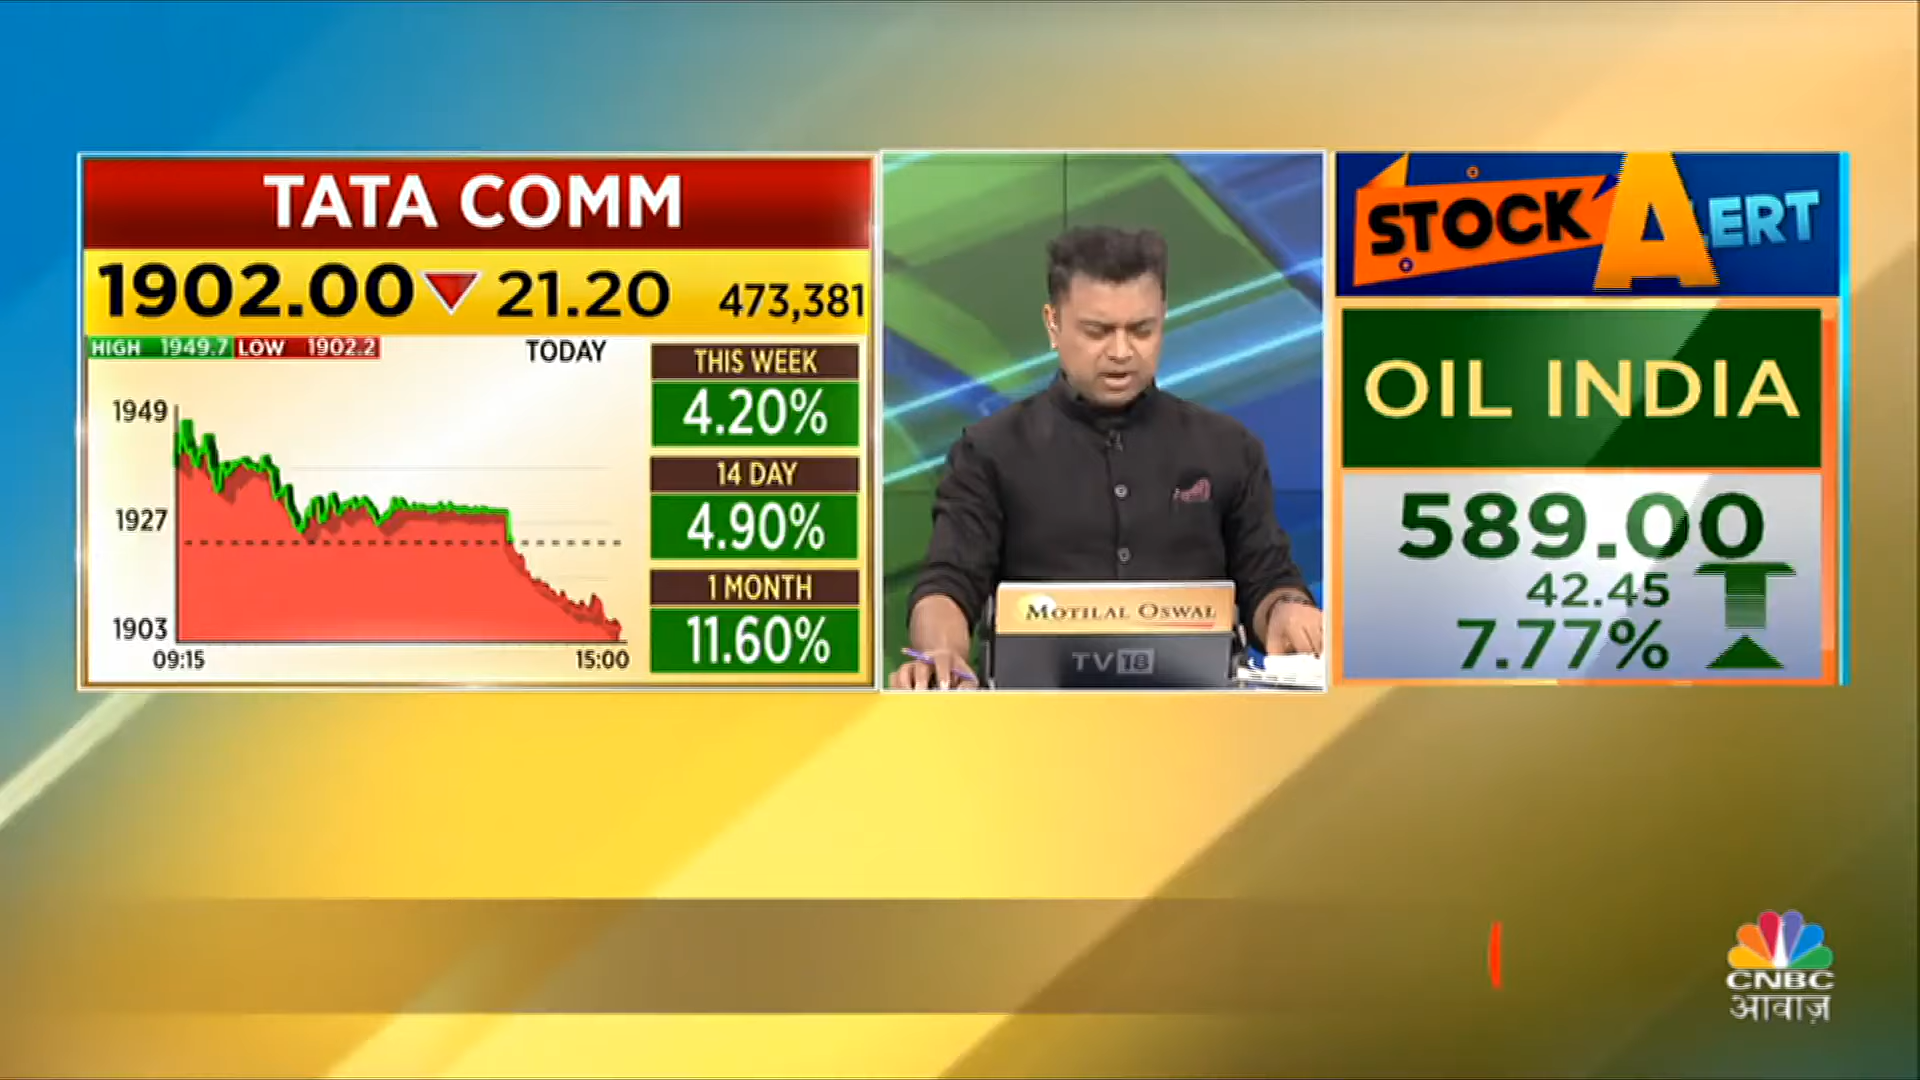 TATA COMM
1902.00 21.20 473,381
HIGH 1949.7 LOW 1902.2
TODAY
1949
1927
1903
09:15 15:00
THIS WEEK
4.20%
14 DAY
4.90%
1 MONTH
11.60%
MOTILAL OSWAL
TV18
STOCK ALERT
OIL INDIA
589.00
42.45
7.77%
CNBC
आवाज़